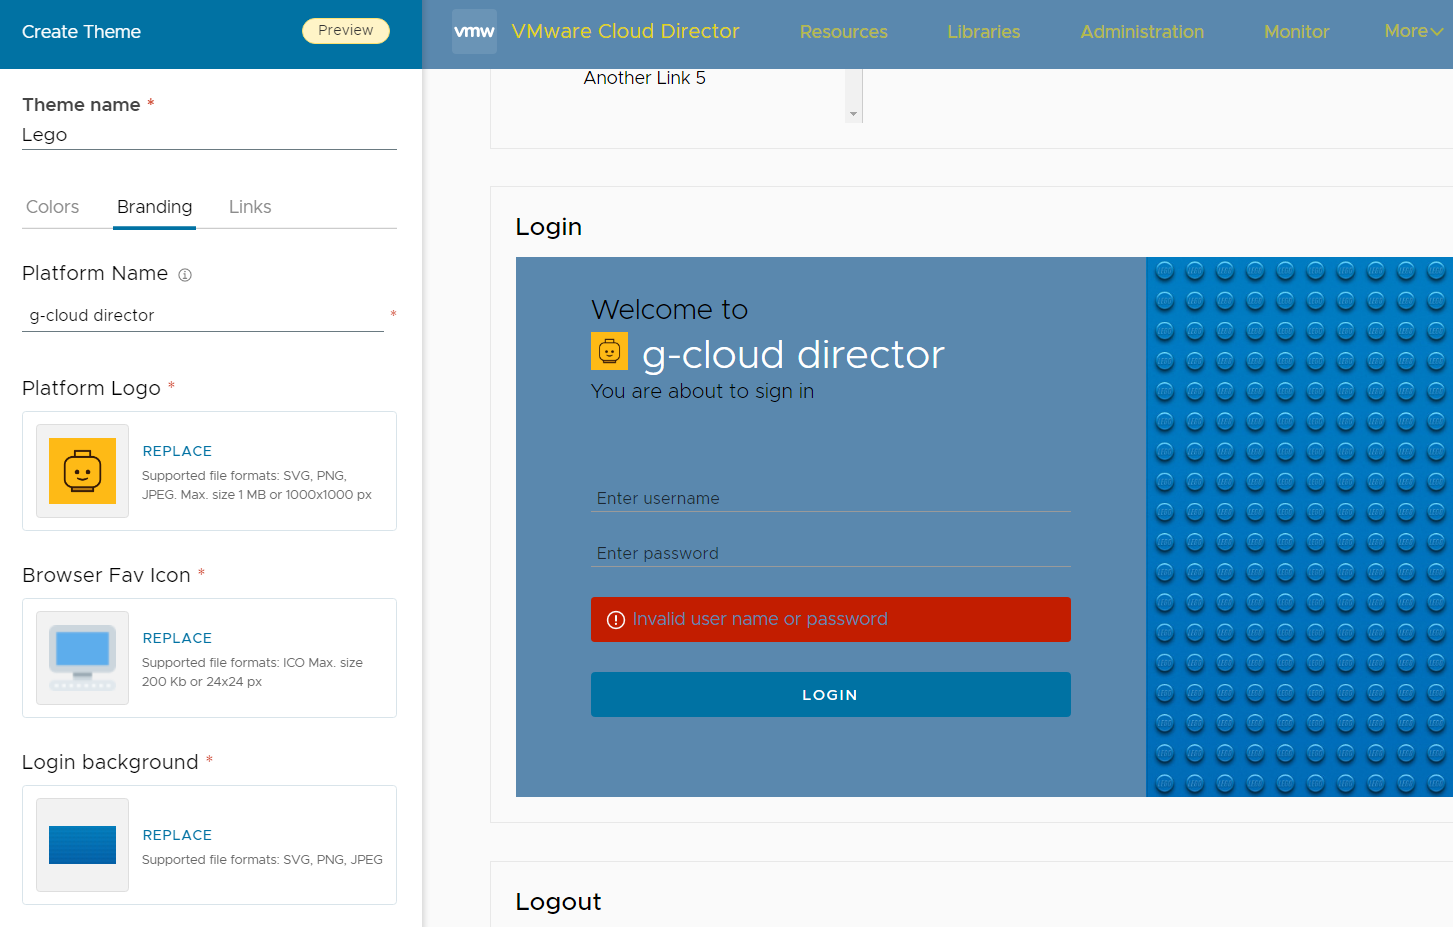 Create Theme
Preview
vmw VMware Cloud Director
Resources
Libraries
Administration
Monitor
More
Theme name *
Lego
Colors
Branding
Links
Platform Name
g-cloud director *
Platform Logo *
REPLACE
Supported file formats: SVG, PNG,
JPEG. Max. size 1 MB or 1000x1000 px
Browser Fav Icon *
REPLACE
Supported file formats: ICO Max. size
200 Kb or 24x24 px
Login background *
REPLACE
Supported file formats: SVG, PNG, JPEG
Another Link 5
Login
Welcome to
g-cloud director
You are about to sign in
Enter username
Enter password
Invalid user name or password
LOGIN
Logout